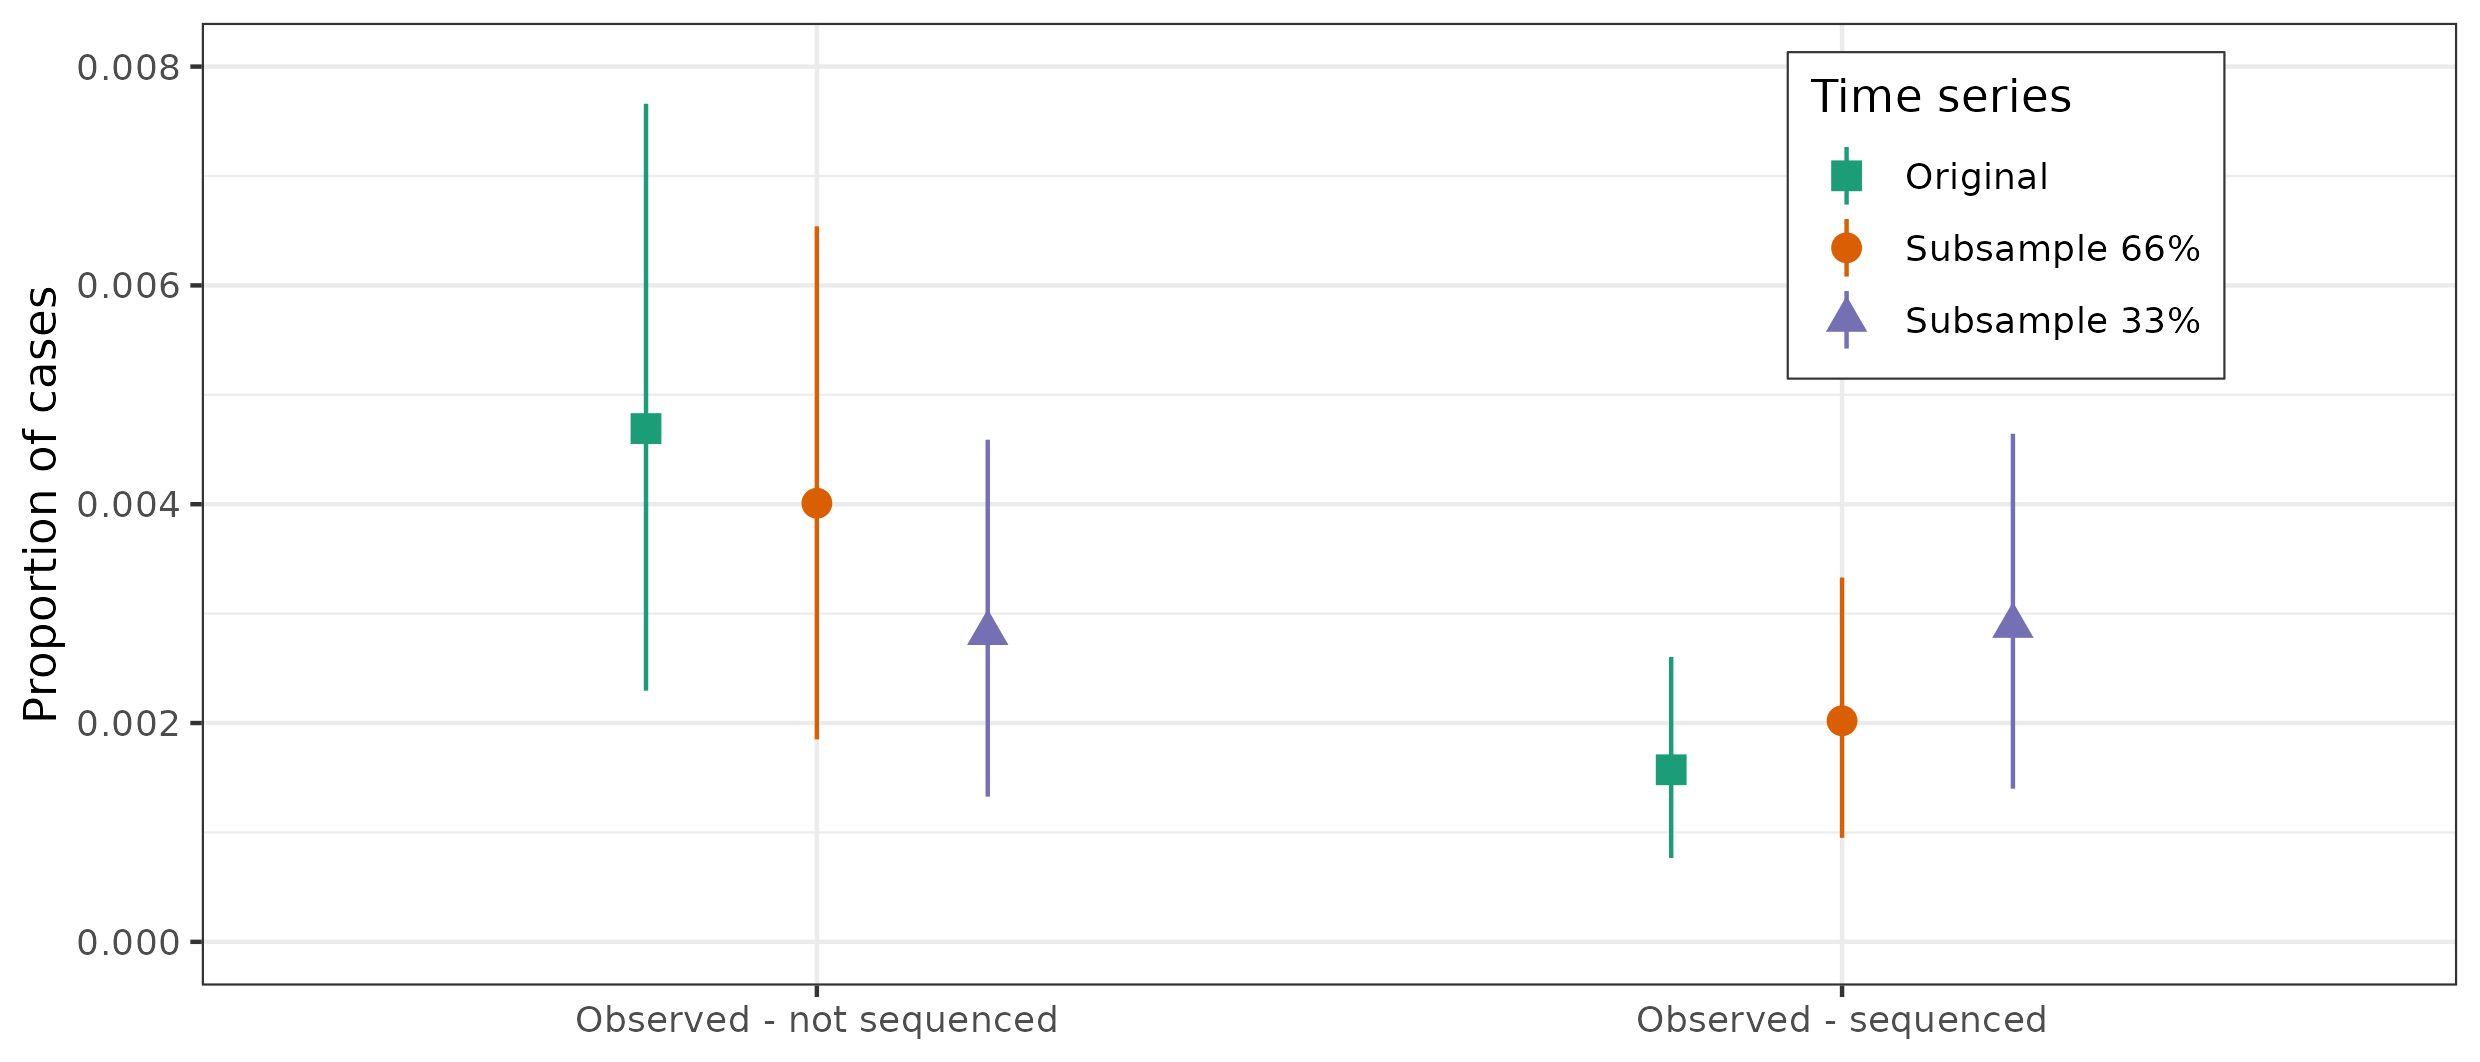 Proportion of cases
0.008
0.006
0.004
0.002
0.000
Observed - not sequenced
Observed - sequenced
Time series
Original
Subsample 66%
Subsample 33%